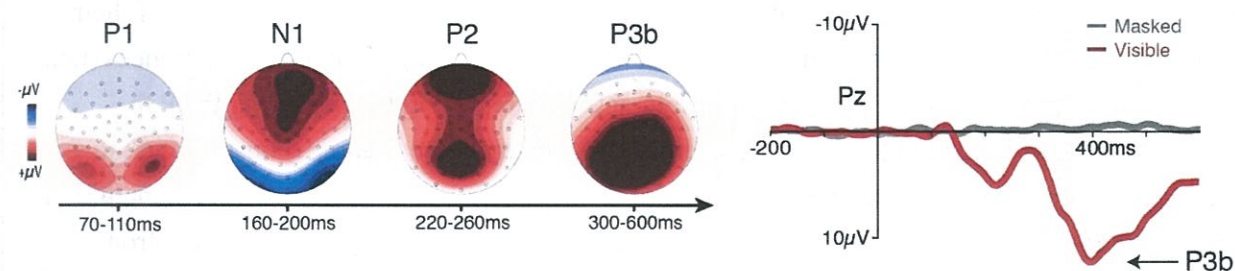 P1
N1
P2
P3b
-µV
+µV
70-110ms
160-200ms
220-260ms
300-600ms
-10µV
Masked
Visible
Pz
-200
400ms
10µV
P3b